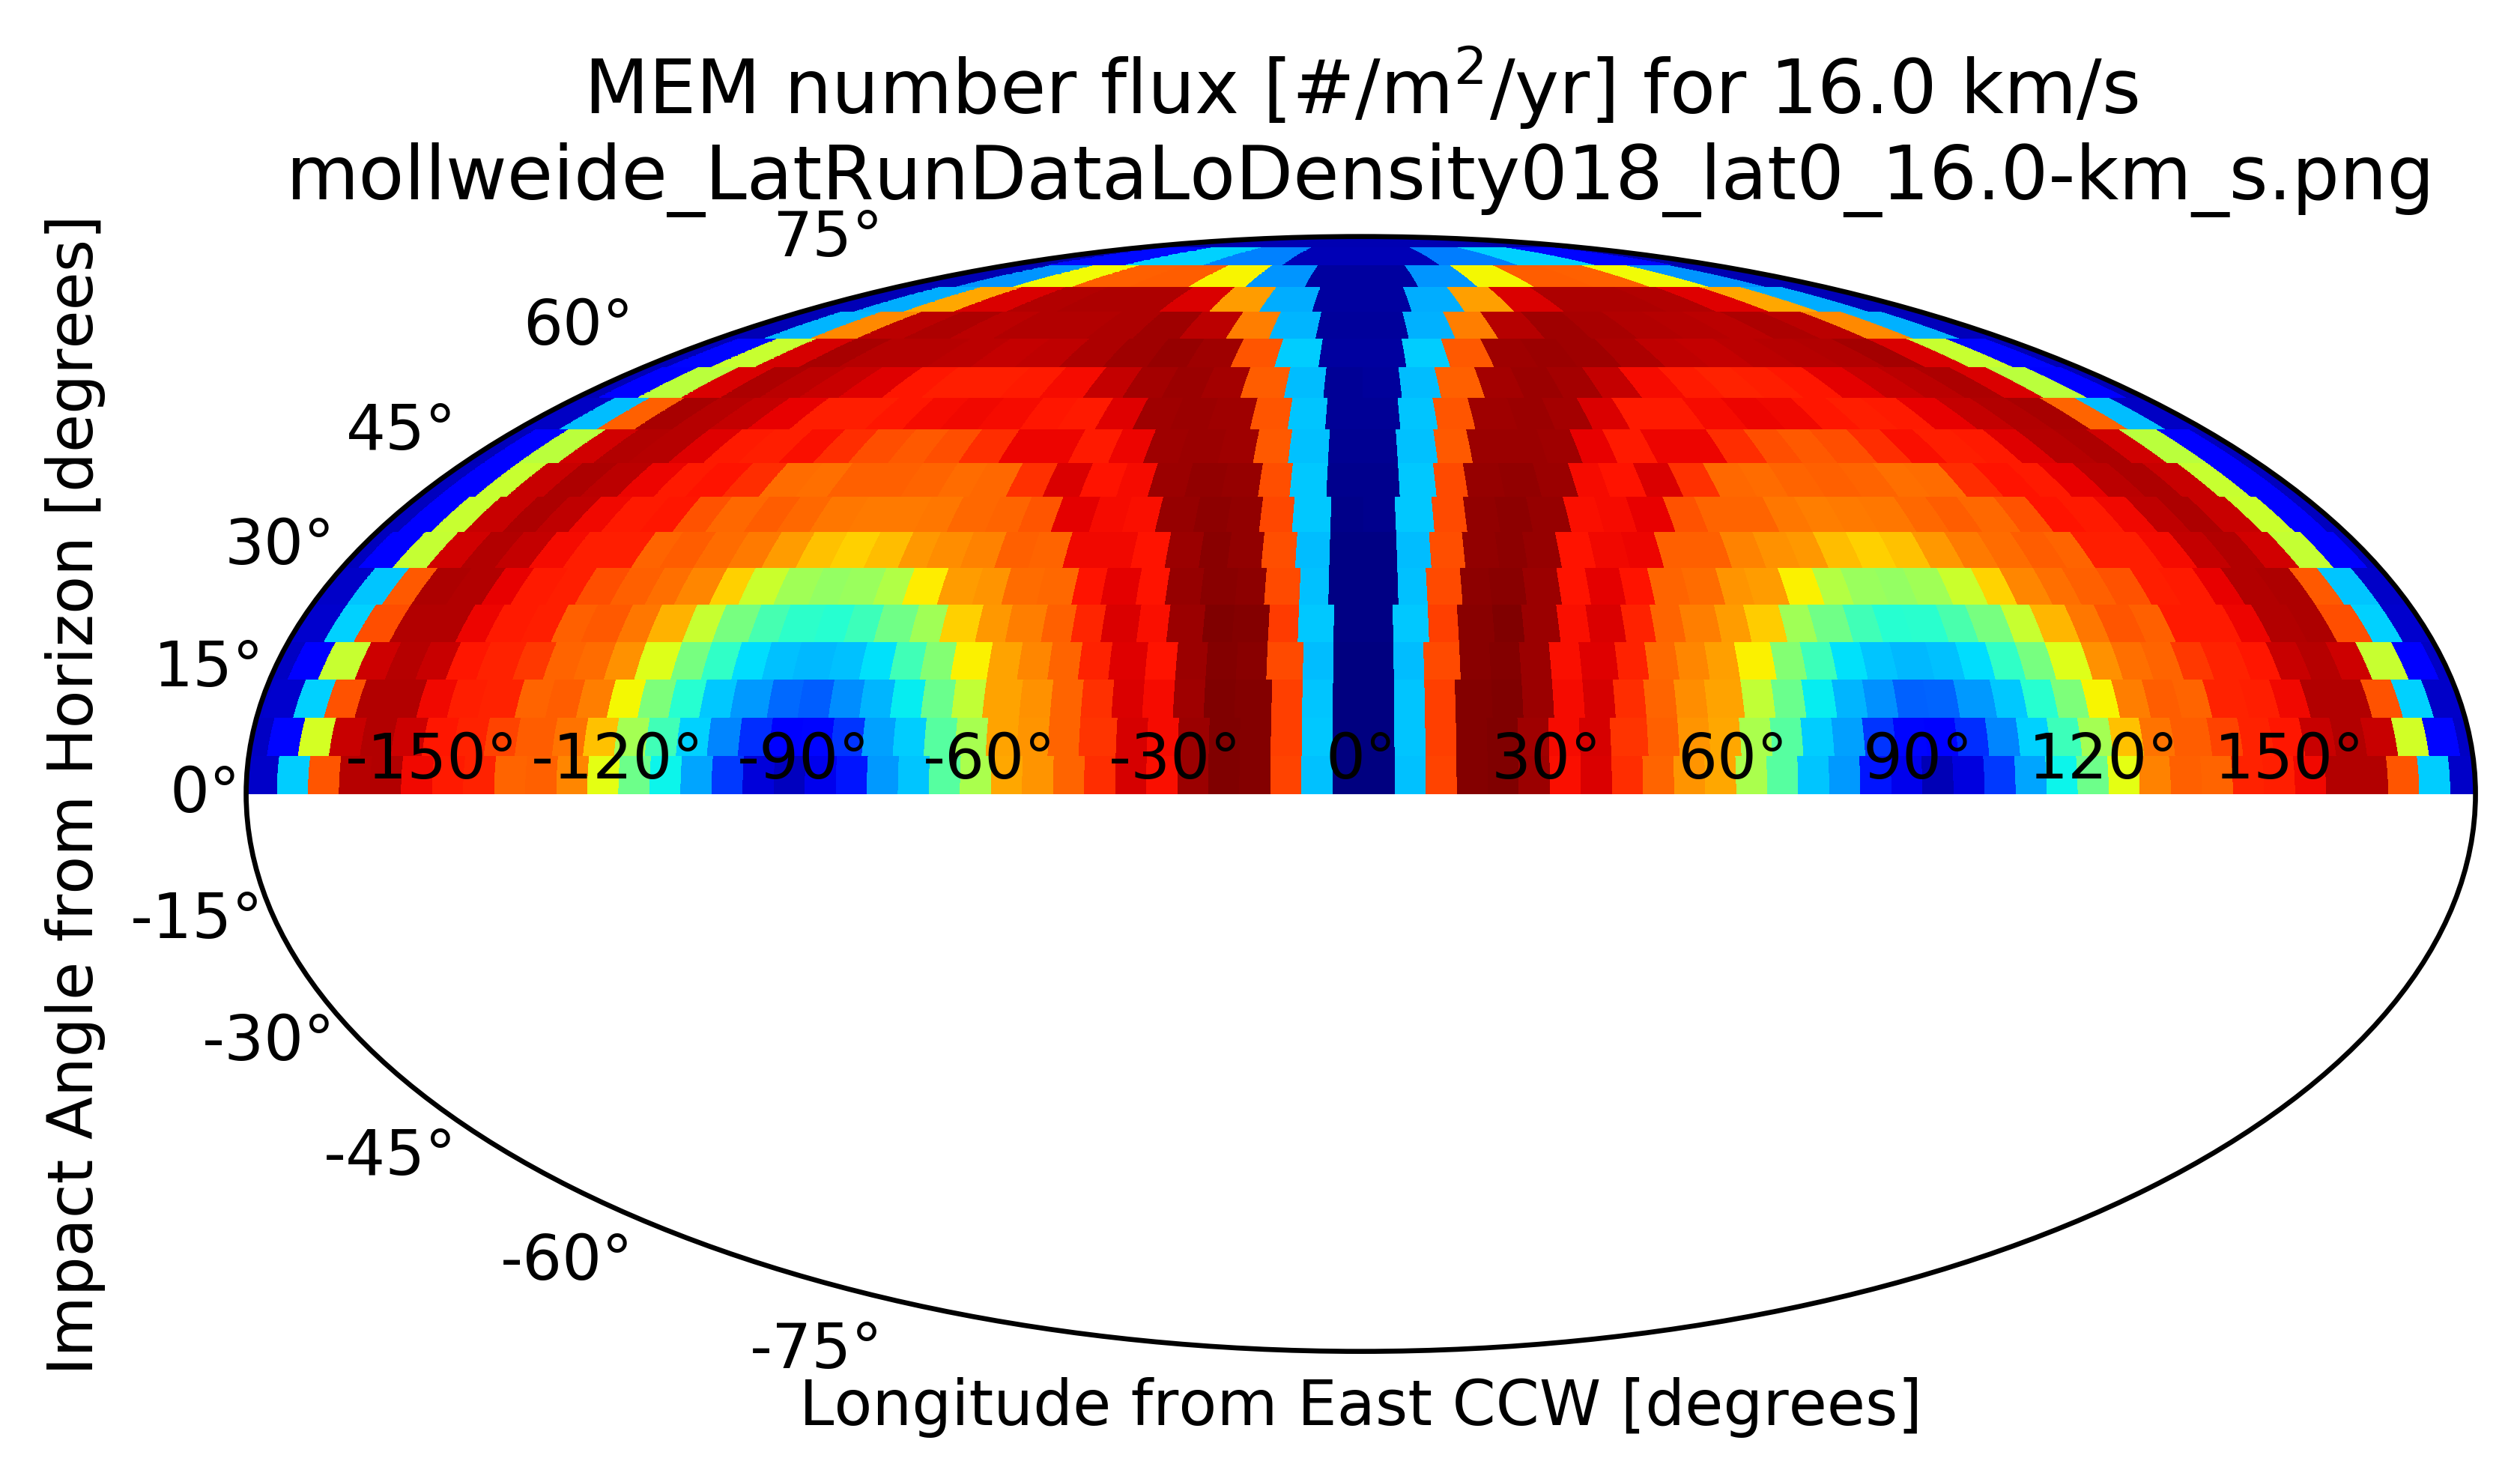 MEM number flux [#/m²/yr] for 16.0 km/s
mollweide_LatRunDataLoDensity018_lat0_16.0-km_s.png
Impact Angle from Horizon [degrees]
75°
60°
45°
30°
15°
0°
-15°
-30°
-45°
-60°
-75°
-150° -120° -90° -60° -30° 0° 30° 60° 90° 120° 150°
Longitude from East CCW [degrees]